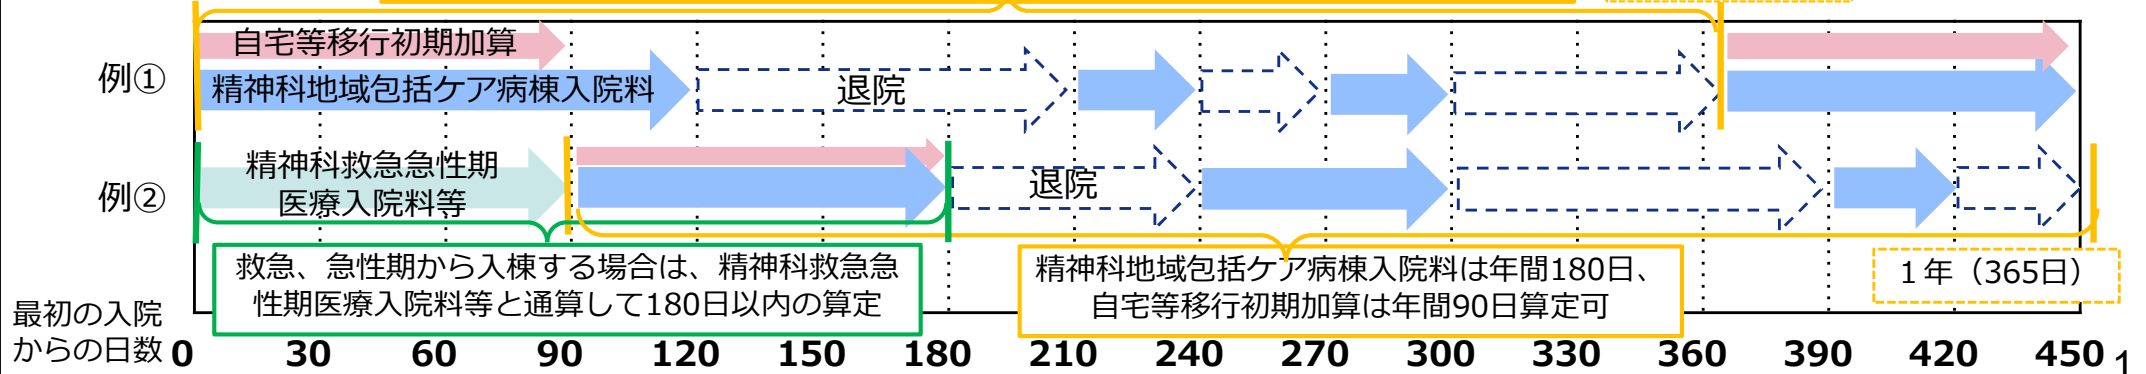 自宅等移行初期加算
例①
精神科地域包括ケア病棟入院料
退院
例②
精神科救急急性期
医療入院料等
退院
救急、急性期から入棟する場合は、精神科救急急
性期医療入院料等と通算して180日以内の算定
精神科地域包括ケア病棟入院料は年間180日、
自宅等移行初期加算は年間90日算定可
１年（365日）
最初の入院
からの日数
0 30 60 90 120 150 180 210 240 270 300 330 360 390 420 450
1